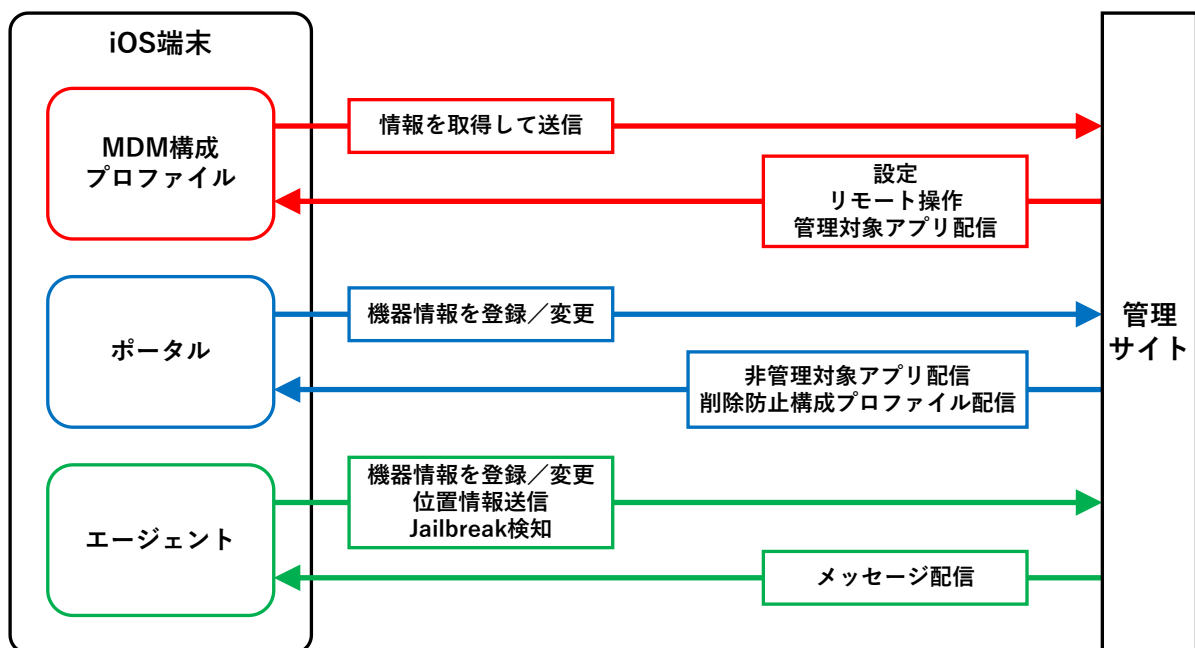 iOS端末
MDM構成
プロファイル
情報を取得して送信
設定
リモート操作
管理対象アプリ配信
ポータル
機器情報を登録／変更
非管理対象アプリ配信
削除防止構成プロファイル配信
エージェント
機器情報を登録／変更
位置情報送信
Jailbreak検知
メッセージ配信
管理
サイト